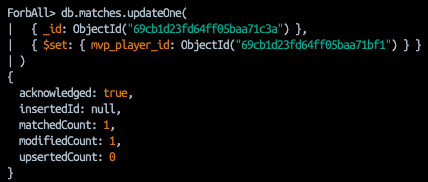 ForbAll> db.matches.updateOne(
|   { _id: ObjectId("69cb1d23fd64ff05baa71c3a") },
|   { $set: { mvp_player_id: ObjectId("69cb1d23fd64ff05baa71bf1") } }
| )
{
  acknowledged: true,
  insertedId: null,
  matchedCount: 1,
  modifiedCount: 1,
  upsertedCount: 0
}